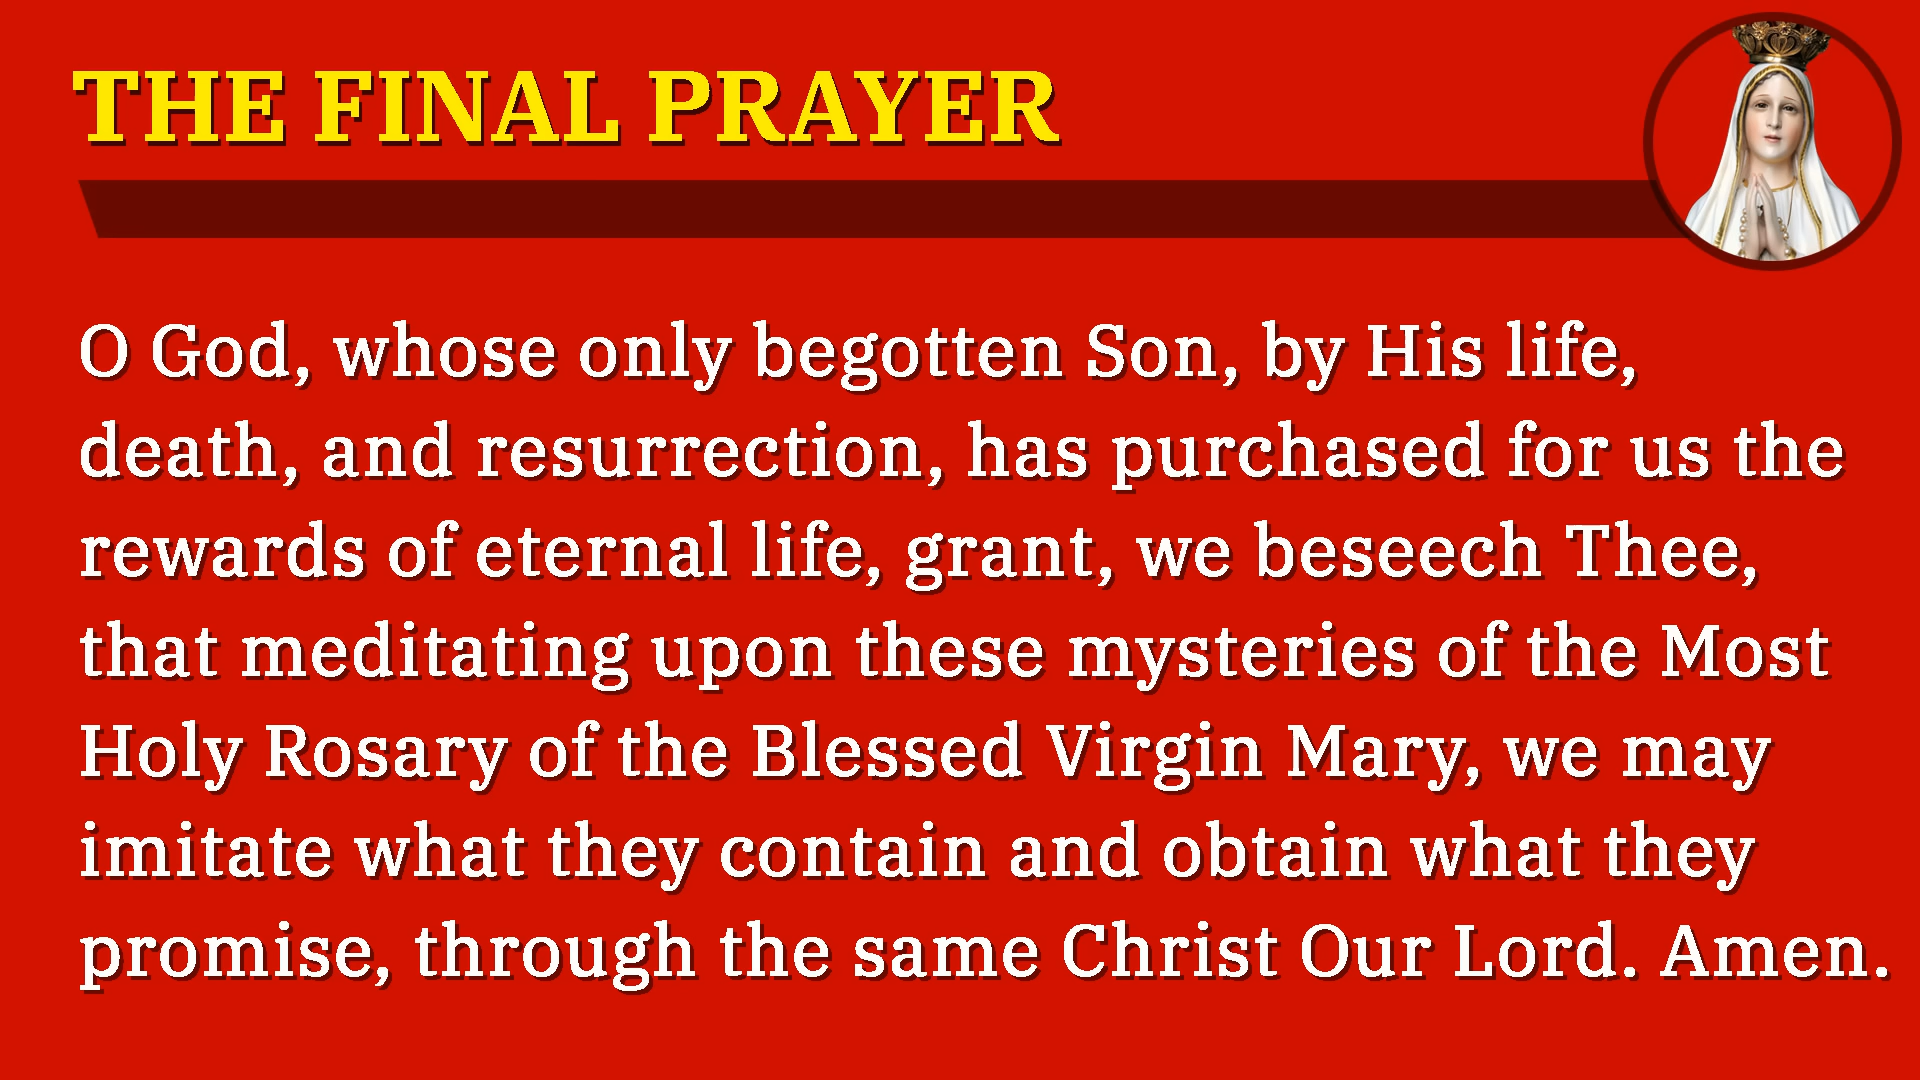 THE FINAL PRAYER
O God, whose only begotten Son, by His life,
death, and resurrection, has purchased for us the
rewards of eternal life, grant, we beseech Thee,
that meditating upon these mysteries of the Most
Holy Rosary of the Blessed Virgin Mary, we may
imitate what they contain and obtain what they
promise, through the same Christ Our Lord. Amen.